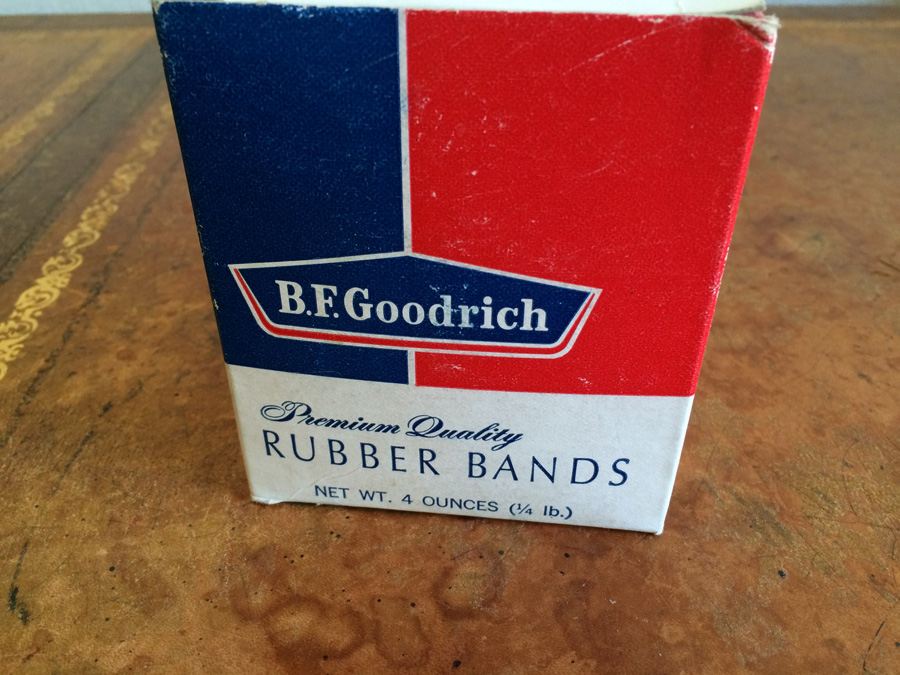 B.F.Goodrich
Premium Quality
RUBBER BANDS
NET WT. 4 OUNCES (¼ lb.)